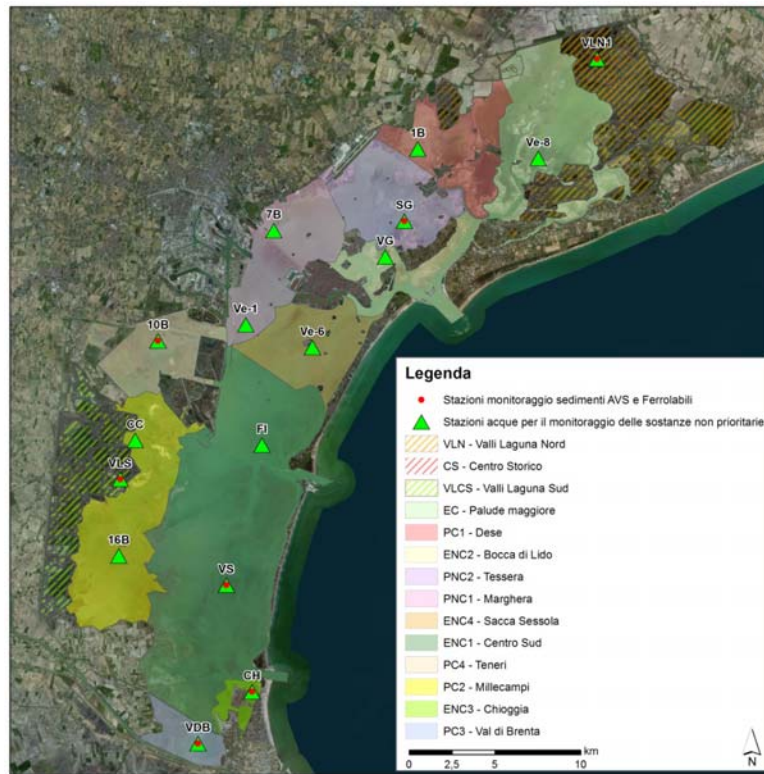 VLN1
1B
Ve-8
SG
7B
VG
Ve-1
10B
Ve-6
CC
FI
VLS
16B
VS
CH
VDB
Legenda
Stazioni monitoraggio sedimenti AVS e Ferrolabili
Stazioni acque per il monitoraggio delle sostanze non prioritarie
VLN - Valli Laguna Nord
CS - Centro Storico
VLCS - Valli Laguna Sud
EC - Palude maggiore
PC1 - Dese
ENC2 - Bocca di Lido
PNC2 - Tessera
PNC1 - Marghera
ENC4 - Sacca Sessola
ENC1 - Centro Sud
PC4 - Teneri
PC2 - Millecampi
ENC3 - Chioggia
PC3 - Val di Brenta
km
0 2,5 5 10
N